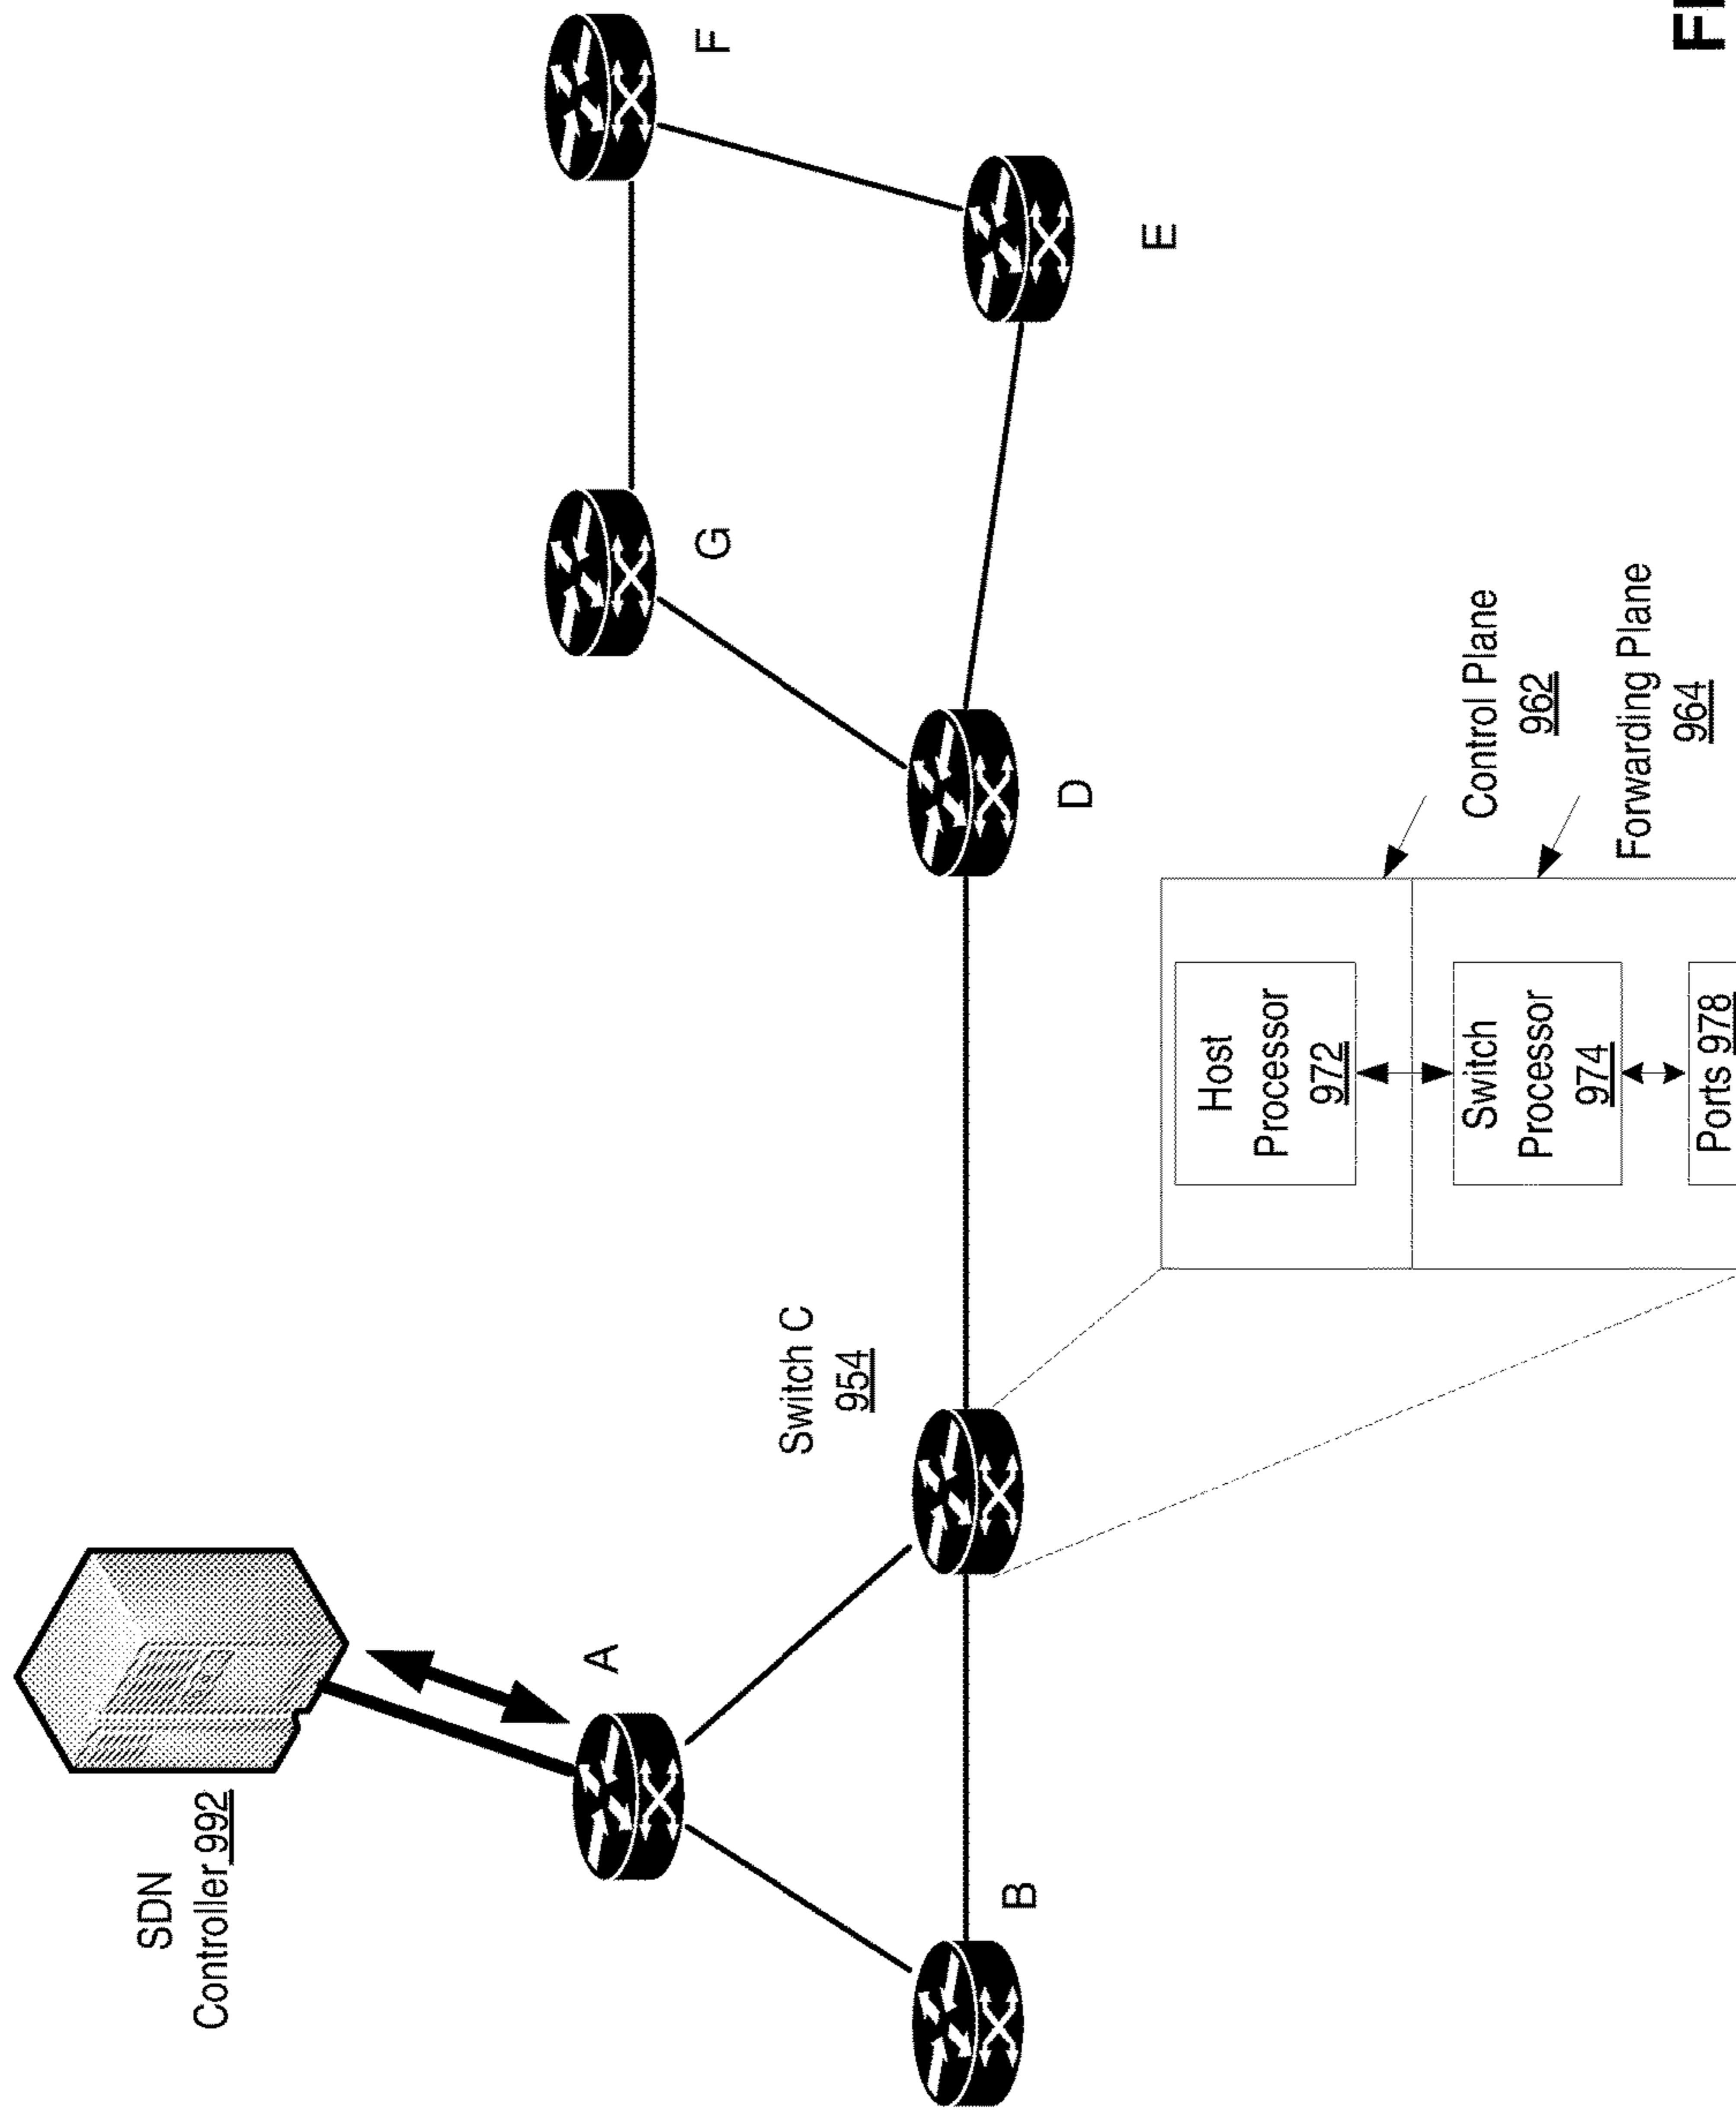 SDN
Controller 992
A
B
Switch C
954
D
G
F
E
Host
Processor
972
Switch
Processor
974
Ports 978
Control Plane
962
Forwarding Plane
964